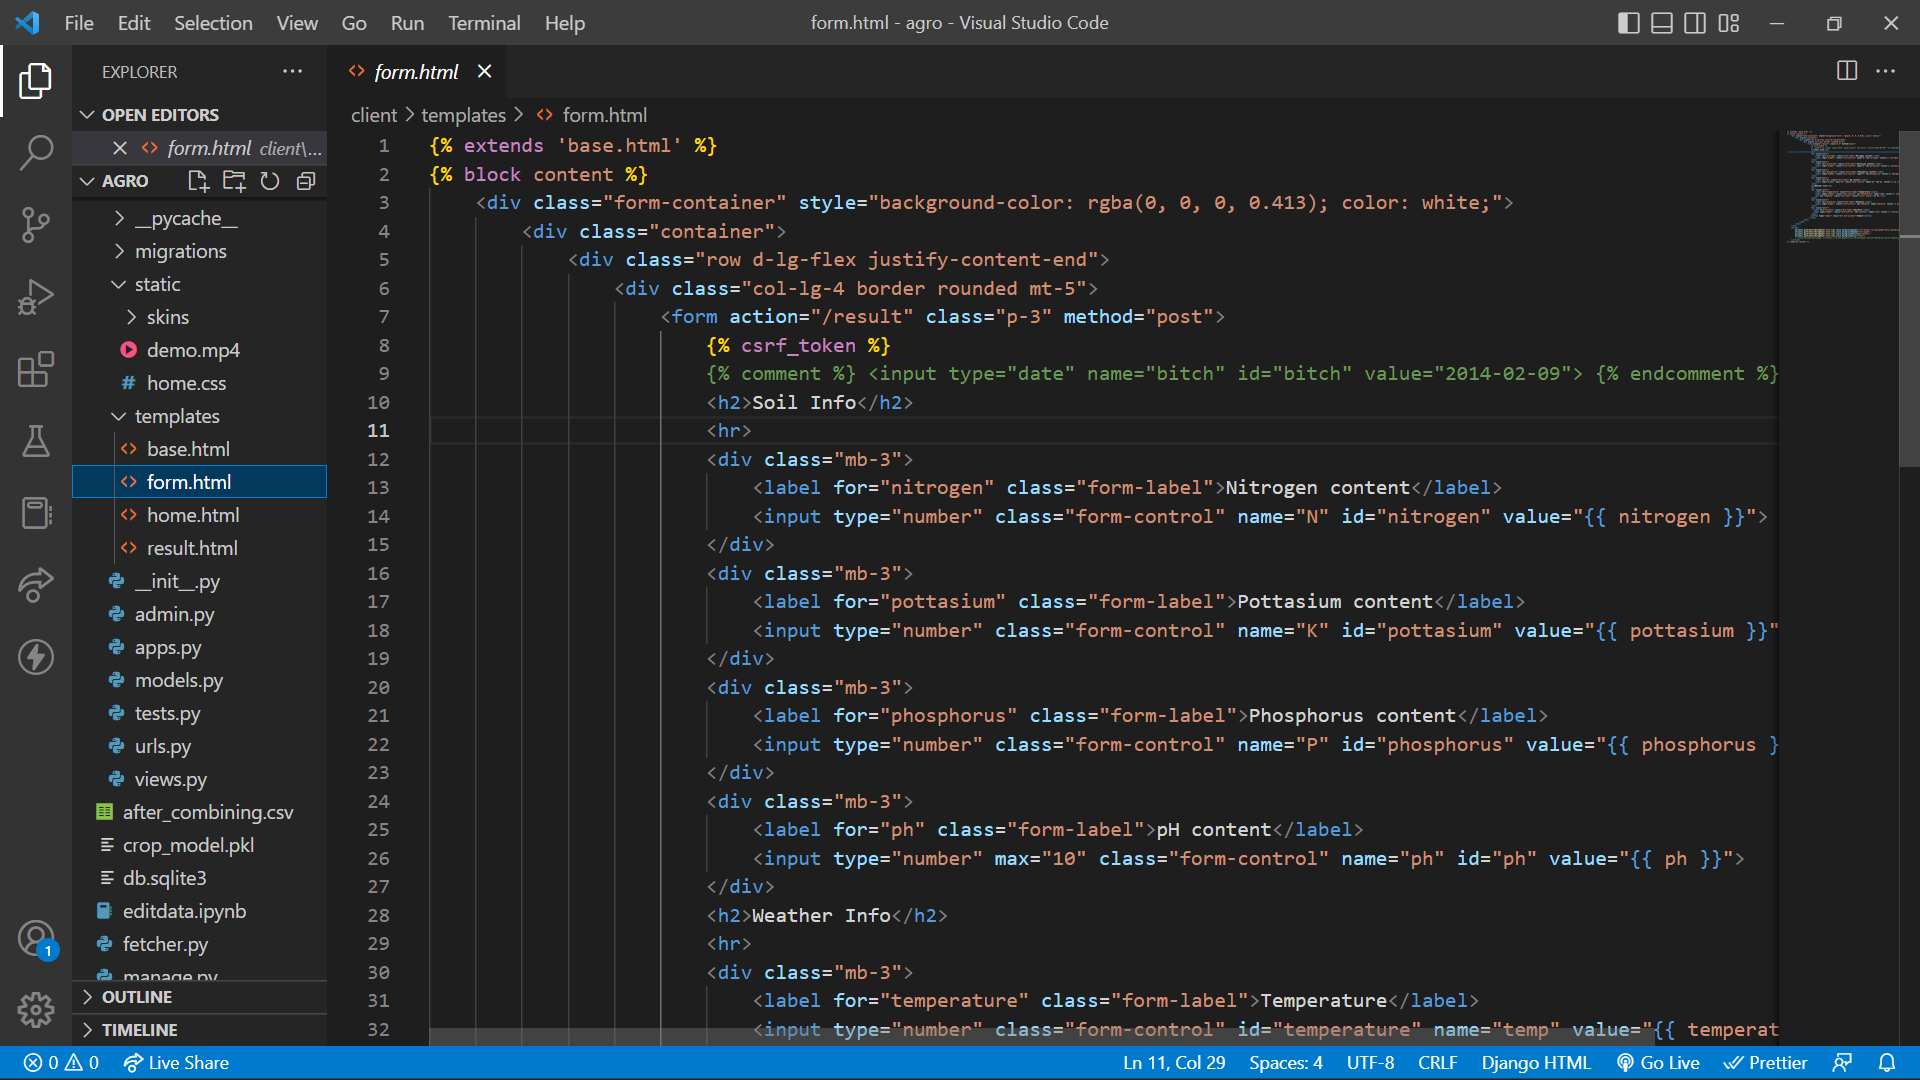 File Edit Selection View Go Run Terminal Help
form.html - agro - Visual Studio Code
EXPLORER
OPEN EDITORS
form.html client\...
AGRO
__pycache__
migrations
static
skins
demo.mp4
home.css
templates
base.html
form.html
home.html
result.html
__init__.py
admin.py
apps.py
models.py
tests.py
urls.py
views.py
after_combining.csv
crop_model.pkl
db.sqlite3
editdata.ipynb
fetcher.py
manage.py
OUTLINE
TIMELINE
1
form.html
client > templates > form.html
1 {% extends 'base.html' %}
2 {% block content %}
3 <div class="form-container" style="background-color: rgba(0, 0, 0, 0.413); color: white;">
4 <div class="container">
5 <div class="row d-lg-flex justify-content-end">
6 <div class="col-lg-4 border rounded mt-5">
7 <form action="/result" class="p-3" method="post">
8 {% csrf_token %}
9 {% comment %} <input type="date" name="bitch" id="bitch" value="2014-02-09"> {% endcomment %}
10 <h2>Soil Info</h2>
11 <hr>
12 <div class="mb-3">
13 <label for="nitrogen" class="form-label">Nitrogen content</label>
14 <input type="number" class="form-control" name="N" id="nitrogen" value="{{ nitrogen }}">
15 </div>
16 <div class="mb-3">
17 <label for="pottasium" class="form-label">Pottasium content</label>
18 <input type="number" class="form-control" name="K" id="pottasium" value="{{ pottasium }}"
19 </div>
20 <div class="mb-3">
21 <label for="phosphorus" class="form-label">Phosphorus content</label>
22 <input type="number" class="form-control" name="P" id="phosphorus" value="{{ phosphorus }
23 </div>
24 <div class="mb-3">
25 <label for="ph" class="form-label">pH content</label>
26 <input type="number" max="10" class="form-control" name="ph" id="ph" value="{{ ph }}">
27 </div>
28 <h2>Weather Info</h2>
29 <hr>
30 <div class="mb-3">
31 <label for="temperature" class="form-label">Temperature</label>
32 <input type="number" class="form-control" id="temperature" name="temp" value="{{ temperat
0 0 Live Share Ln 11, Col 29 Spaces: 4 UTF-8 CRLF Django HTML Go Live Prettier